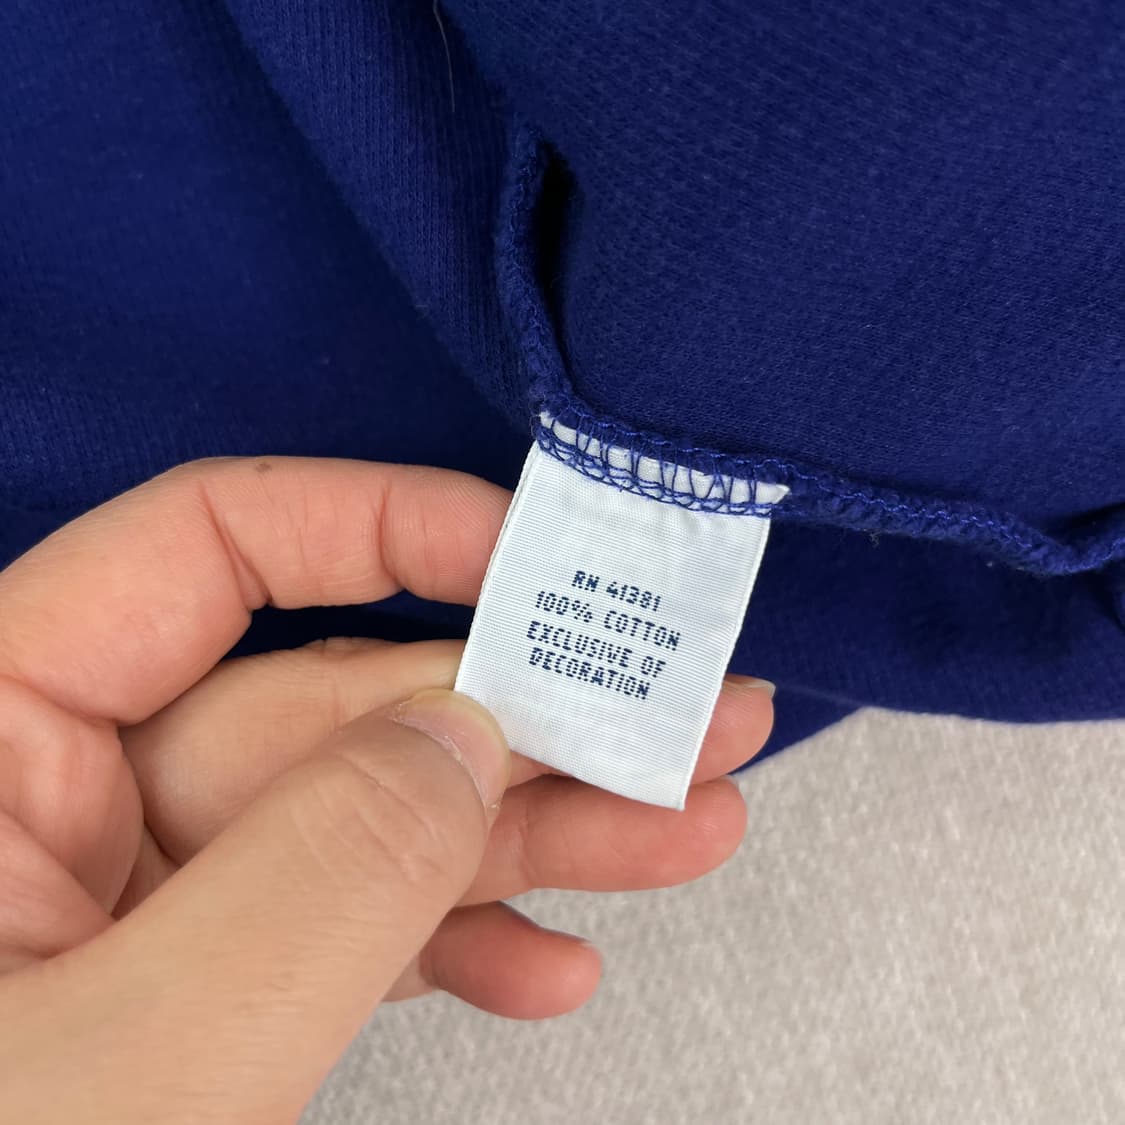 RN 41381
100% COTTON
EXCLUSIVE OF
DECORATION